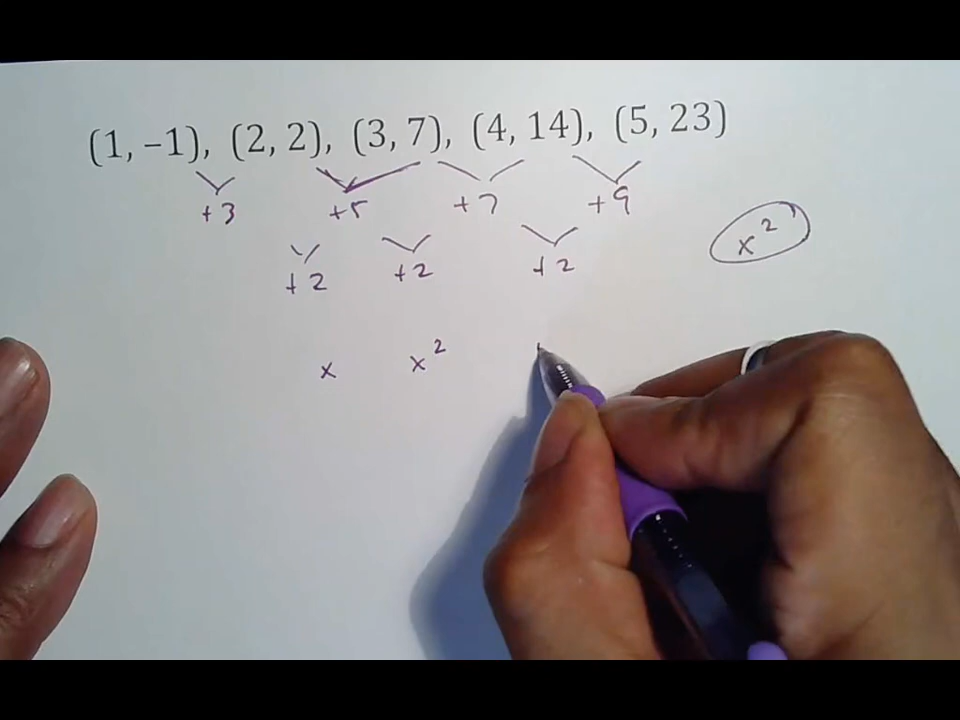 (1, −1), (2, 2), (3, 7), (4, 14), (5, 23)
+3 +5 +7 +9
x²
+2 +2 +2
x x²